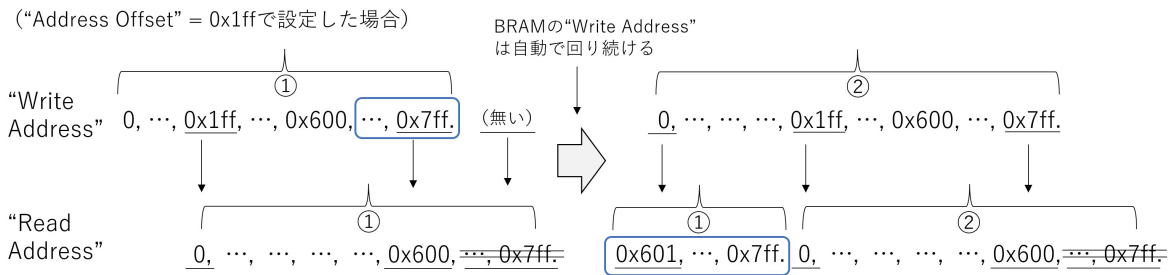 (“Address Offset” = 0x1ffで設定した場合)
BRAMの“Write Address”
は自動で回り続ける
① ②
“Write
Address” 0, …, 0x1ff, …, 0x600, …, 0x7ff. (無い) 0, …, …, …, 0x1ff, …, 0x600, …, 0x7ff.
① ① ②
“Read
Address” 0, …, …, …, …, 0x600, …, 0x7ff. 0x601, …, 0x7ff. 0, …, …, …, …, 0x600, …, 0x7ff.